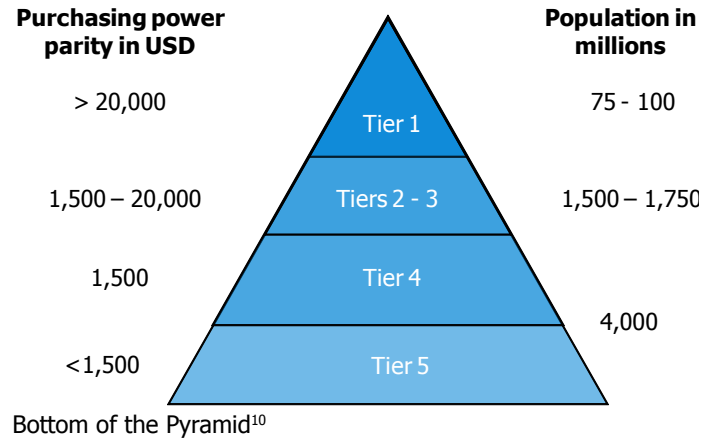 Purchasing power
parity in USD
Population in
millions
> 20,000
Tier 1
75 - 100
1,500 – 20,000
Tiers 2 - 3
1,500 – 1,750
1,500
Tier 4
4,000
<1,500
Tier 5
Bottom of the Pyramid¹⁰